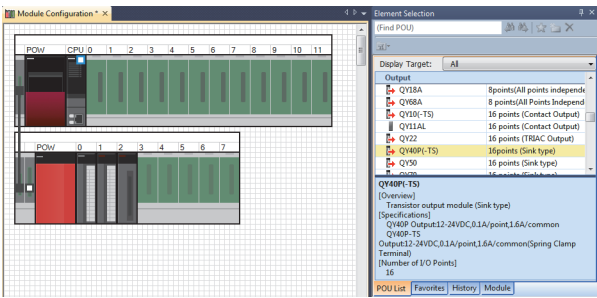 Module Configuration * ×
POW CPU 0 1 2 3 4 5 6 7 8 9 10 11
POW 0 1 2 3 4 5 6 7
Element Selection
(Find POU)
Display Target: All
Output
QY18A 8points(All points independe
QY68A 8 points(All Points Independ
QY10(-TS) 16 points (Contact Output)
QY11AL 16 points (Contact Output)
QY22 16 points (TRIAC Output)
QY40P(-TS) 16points (Sink type)
QY50 16 points (Sink type)
QY40P(-TS)
[Overview]
Transistor output module (Sink type)
[Specifications]
QY40P Output:12-24VDC,0.1A/point,1.6A/common
QY40P-TS
Output:12-24VDC,0.1A/point,1.6A/common(Spring Clamp
Terminal)
[Number of I/O Points]
16
POU List Favorites History Module